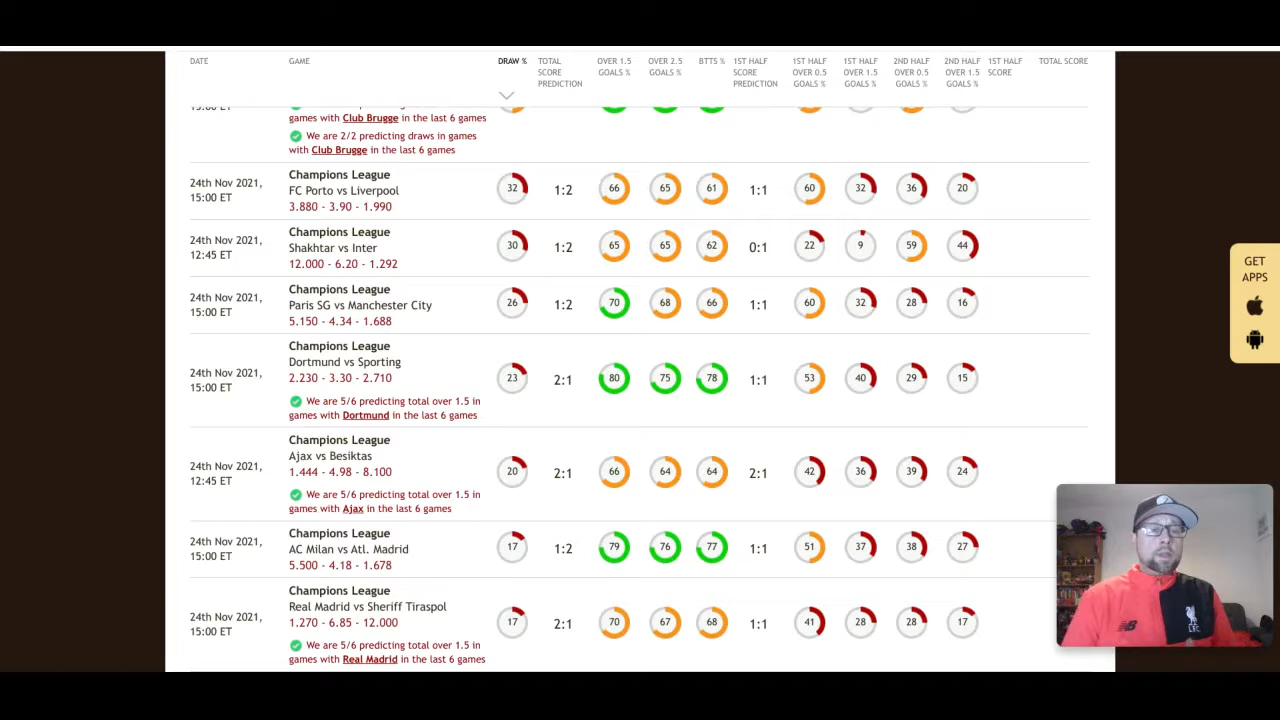 DATE GAME DRAW % TOTAL SCORE PREDICTION OVER 1.5 GOALS % OVER 2.5 GOALS % BTTS % 1ST HALF SCORE PREDICTION 1ST HALF OVER 0.5 GOALS % 1ST HALF OVER 1.5 GOALS % 2ND HALF OVER 0.5 GOALS % 2ND HALF OVER 1.5 GOALS % 1ST HALF SCORE TOTAL SCORE
15:00 ET
games with Club Brugge in the last 6 games
We are 2/2 predicting draws in games
with Club Brugge in the last 6 games
Champions League
24th Nov 2021,
15:00 ET
FC Porto vs Liverpool
3.880 - 3.90 - 1.990
32 1:2 66 65 61 1:1 60 32 36 20
Champions League
24th Nov 2021,
12:45 ET
Shakhtar vs Inter
12.000 - 6.20 - 1.292
30 1:2 65 65 62 0:1 22 9 59 44
Champions League
24th Nov 2021,
15:00 ET
Paris SG vs Manchester City
5.150 - 4.34 - 1.688
26 1:2 70 68 66 1:1 60 32 28 16
Champions League
Dortmund vs Sporting
24th Nov 2021,
15:00 ET
2.230 - 3.30 - 2.710
23 2:1 80 75 78 1:1 53 40 29 15
We are 5/6 predicting total over 1.5 in
games with Dortmund in the last 6 games
Champions League
Ajax vs Besiktas
24th Nov 2021,
12:45 ET
1.444 - 4.98 - 8.100
20 2:1 66 64 64 2:1 42 36 39 24
We are 5/6 predicting total over 1.5 in
games with Ajax in the last 6 games
Champions League
24th Nov 2021,
15:00 ET
AC Milan vs Atl. Madrid
5.500 - 4.18 - 1.678
17 1:2 79 76 77 1:1 51 37 38 27
Champions League
Real Madrid vs Sheriff Tiraspol
24th Nov 2021,
15:00 ET
1.270 - 6.85 - 12.000
17 2:1 70 67 68 1:1 41 28 28 17
We are 5/6 predicting total over 1.5 in
games with Real Madrid in the last 6 games
GET
APPS